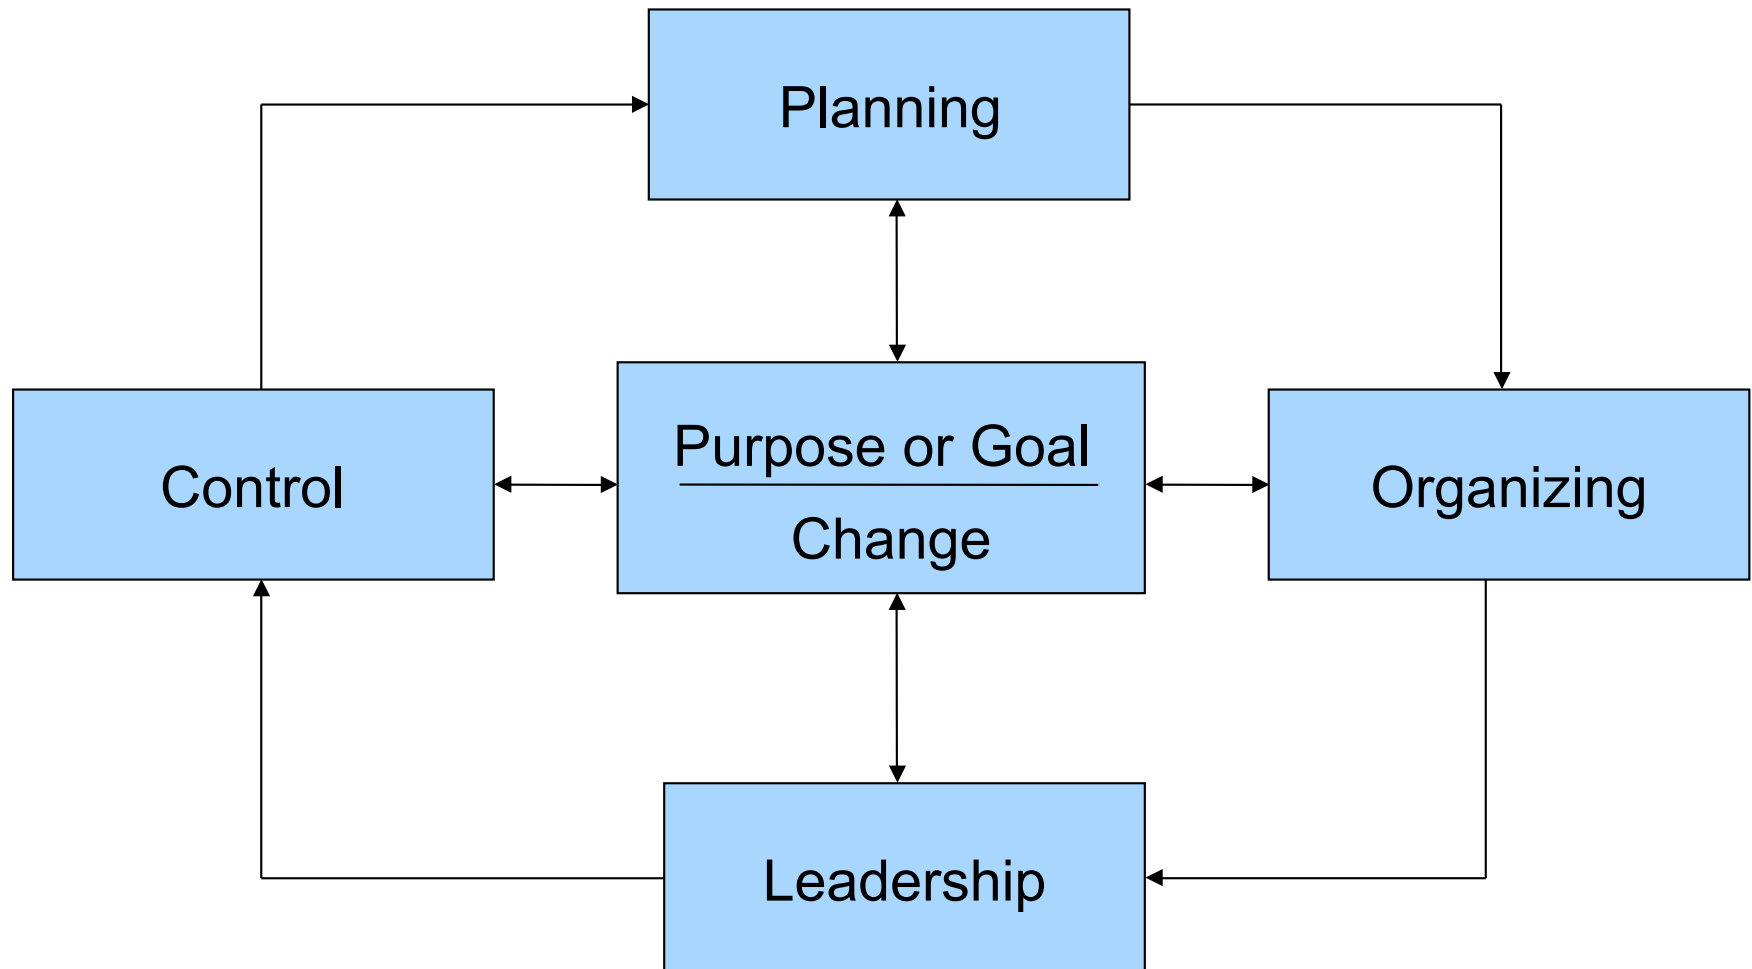 Planning
Control
Purpose or Goal
Change
Organizing
Leadership